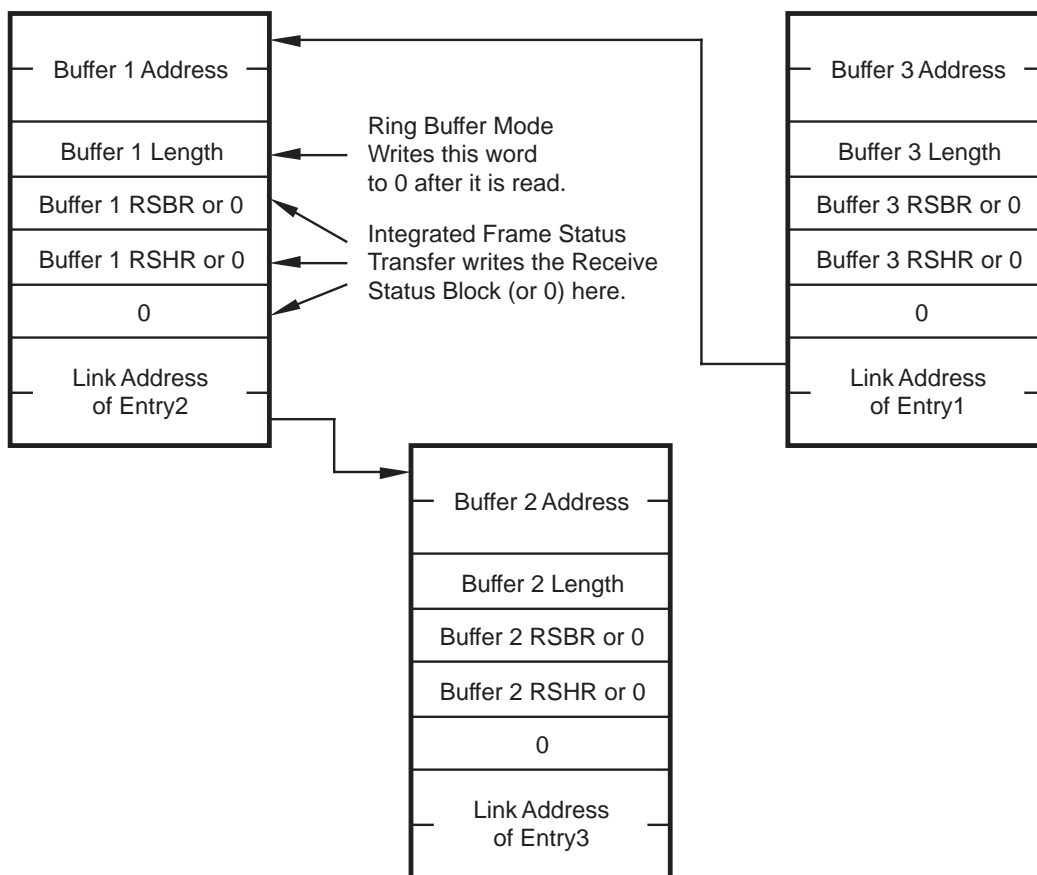 Buffer 1 Address
Buffer 1 Length
Buffer 1 RSBR or 0
Buffer 1 RSHR or 0
0
Link Address
of Entry2
Ring Buffer Mode
Writes this word
to 0 after it is read.
Integrated Frame Status
Transfer writes the Receive
Status Block (or 0) here.
Buffer 3 Address
Buffer 3 Length
Buffer 3 RSBR or 0
Buffer 3 RSHR or 0
0
Link Address
of Entry1
Buffer 2 Address
Buffer 2 Length
Buffer 2 RSBR or 0
Buffer 2 RSHR or 0
0
Link Address
of Entry3